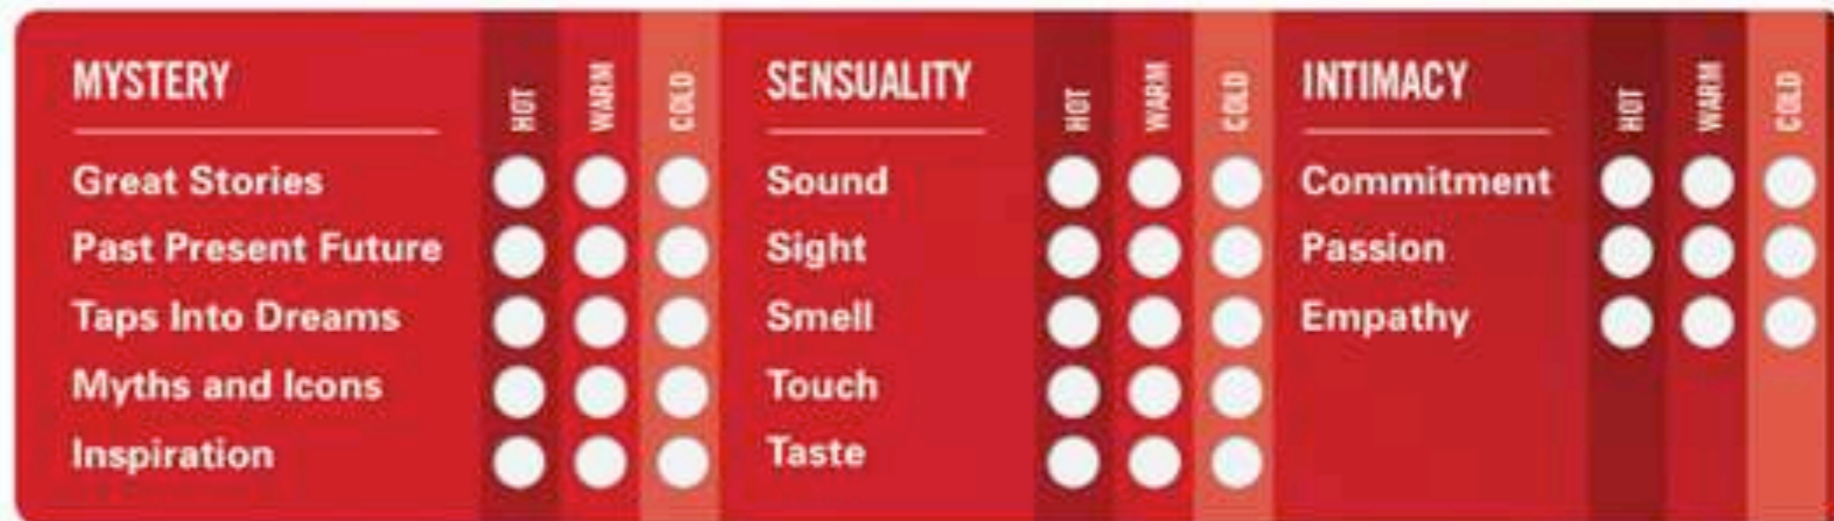 MYSTERY HOT WARM COLD
Great Stories
Past Present Future
Taps Into Dreams
Myths and Icons
Inspiration
SENSUALITY HOT WARM COLD
Sound
Sight
Smell
Touch
Taste
INTIMACY HOT WARM COLD
Commitment
Passion
Empathy